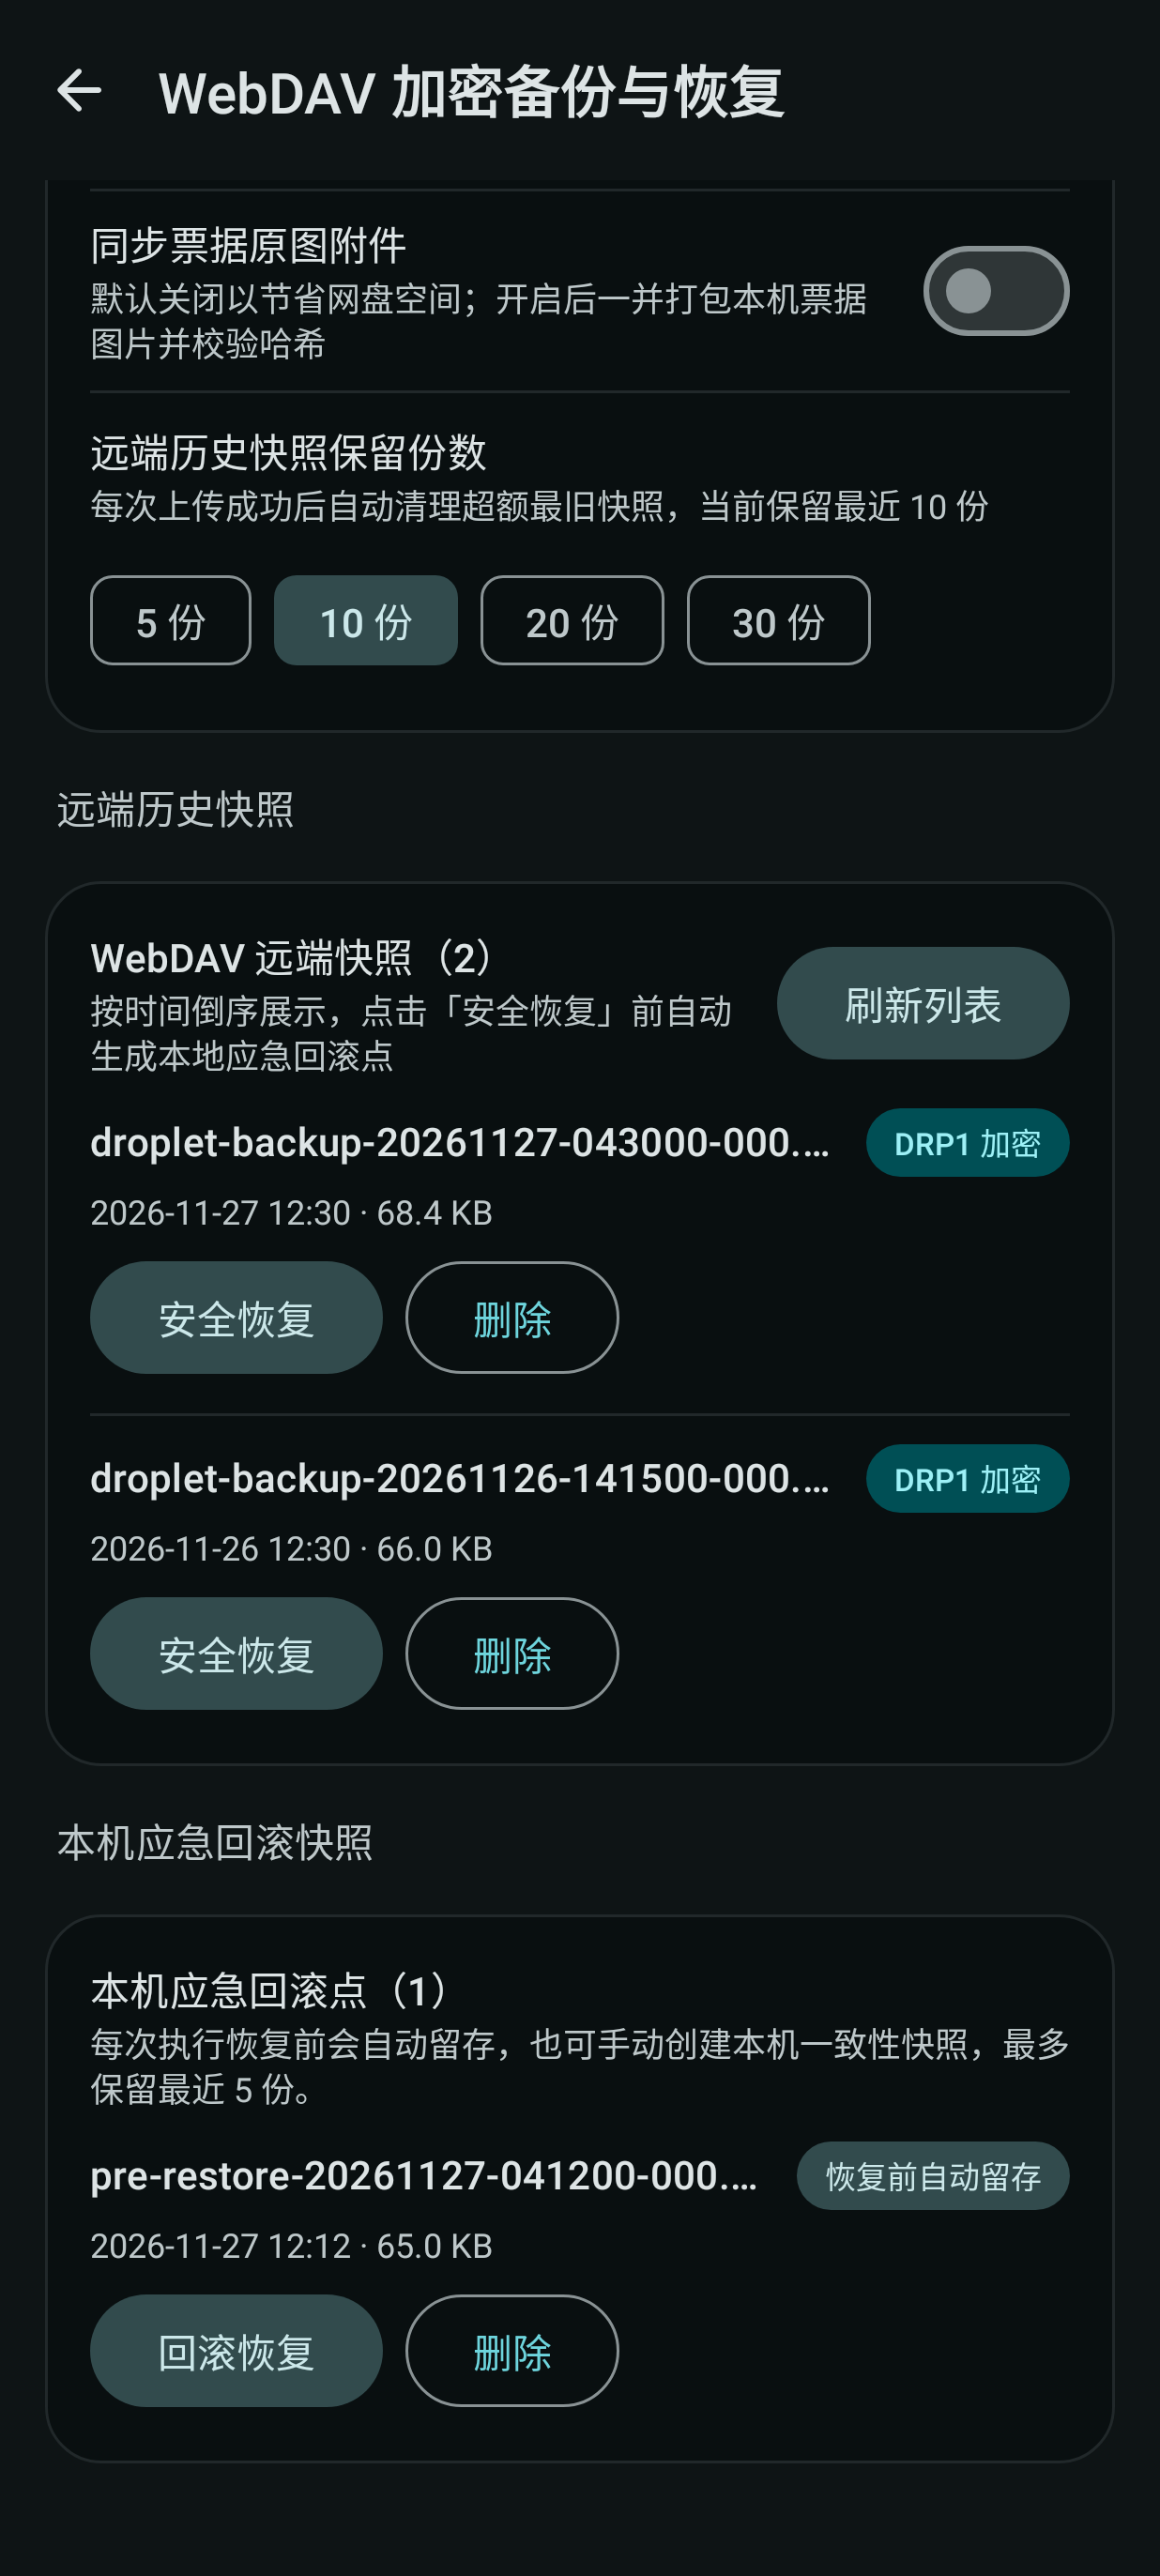 WebDAV 加密备份与恢复
同步票据原图附件
默认关闭以节省网盘空间；开启后一并打包本机票据
图片并校验哈希
远端历史快照保留份数
每次上传成功后自动清理超额最旧快照，当前保留最近 10 份
5 份
10 份
20 份
30 份
远端历史快照
WebDAV 远端快照（2）
按时间倒序展示，点击「安全恢复」前自动
生成本地应急回滚点
刷新列表
droplet-backup-20261127-043000-000.…
DRP1 加密
2026-11-27 12:30 · 68.4 KB
安全恢复
删除
droplet-backup-20261126-141500-000.…
DRP1 加密
2026-11-26 12:30 · 66.0 KB
安全恢复
删除
本机应急回滚快照
本机应急回滚点（1）
每次执行恢复前会自动留存，也可手动创建本机一致性快照，最多
保留最近 5 份。
pre-restore-20261127-041200-000.…
恢复前自动留存
2026-11-27 12:12 · 65.0 KB
回滚恢复
删除